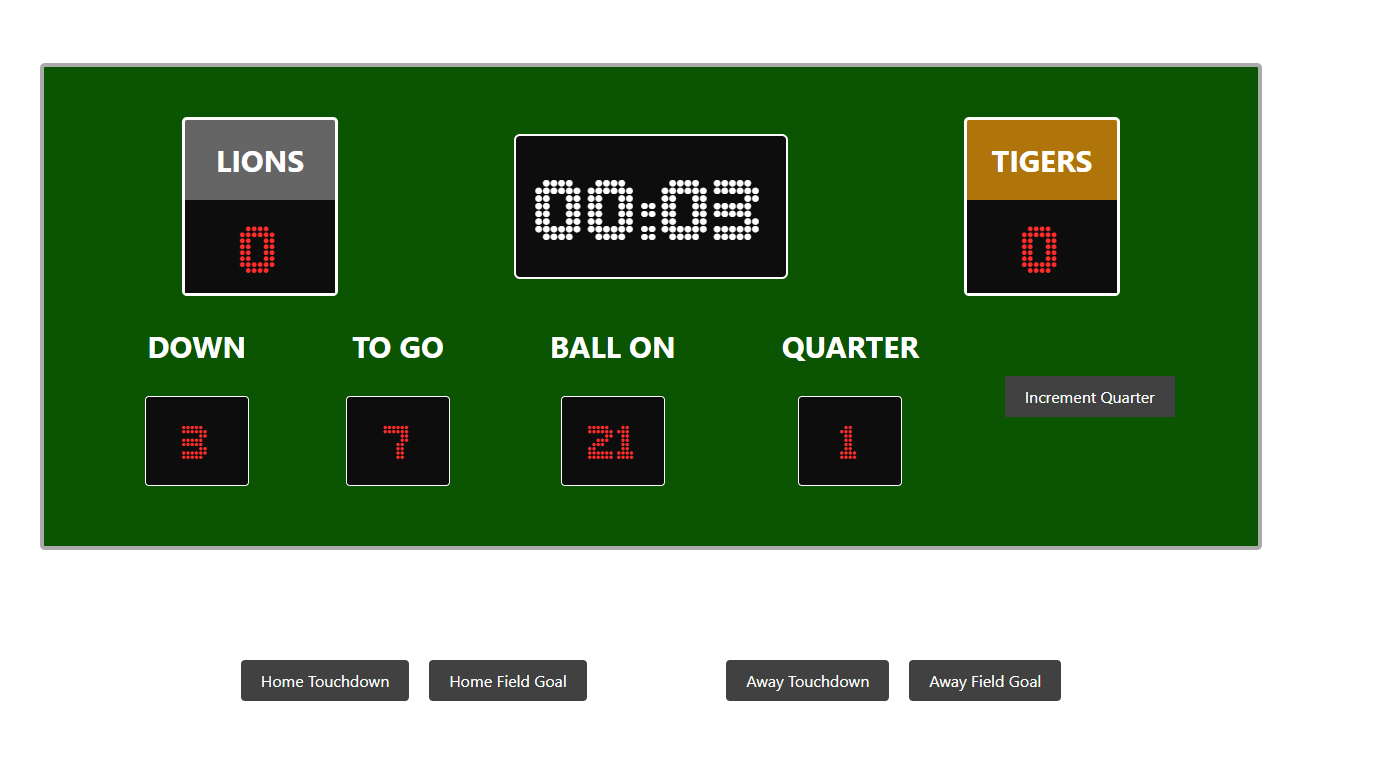 LIONS
0
00:03
TIGERS
0
DOWN
3
TO GO
7
BALL ON
21
QUARTER
1
Increment Quarter
Home Touchdown
Home Field Goal
Away Touchdown
Away Field Goal